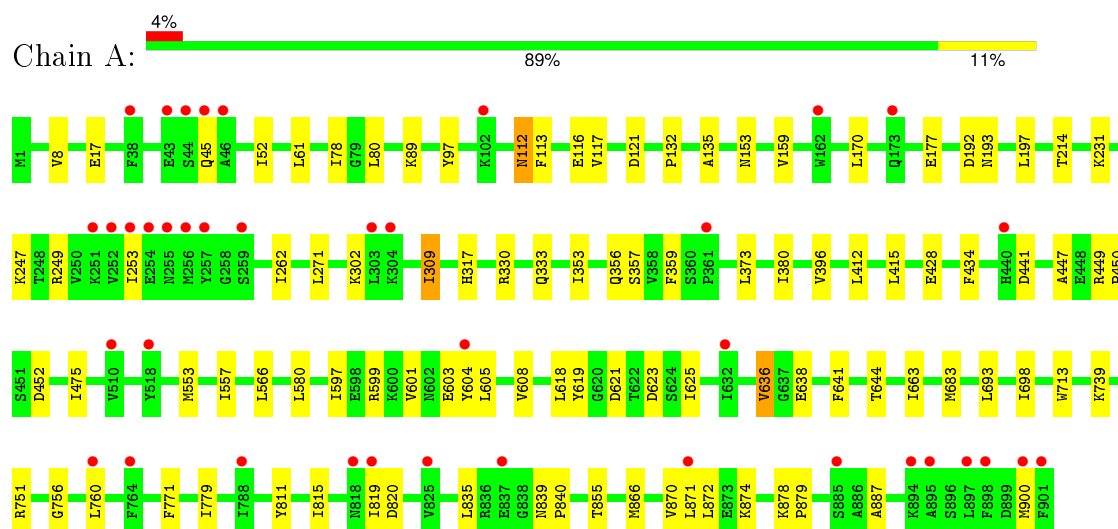 4%
Chain A:
89% 11%
M1 V8 E17 F38 E43 S44 Q45 A46 I52 L61 I78 G79 L80 K89 Y97 K102 N112 F113 E116 V117 D121 P132 A135 N153 V159 W162 L170 Q173 E177 D192 N193 L197 T214 K231
K247 T248 R249 V250 K251 V252 I253 E254 N255 M256 Y257 G258 S259 I262 L271 K302 L303 K304 I309 H317 R330 Q333 I353 Q356 S357 V358 F359 S360 P361 L373 I380 V396 L412 L415 E428 F434 H440 D441 A447 E448 R449 P450
S451 D452 I475 V510 Y518 M553 I557 L566 L580 I597 E598 R599 K600 V601 N602 E603 Y604 L605 V608 L618 Y619 G620 D621 T622 D623 S624 I625 I632 V636 G637 E638 F641 T644 I663 M683 L693 I698 W713 K739
R751 G756 L760 F764 F771 I779 I788 Y811 I815 N818 I819 D820 V825 L835 R836 E837 G838 N839 P840 T855 M866 V870 L871 L872 E873 K874 K878 P879 S885 A886 A887 K894 A895 S896 L897 F898 D899 M900 F901